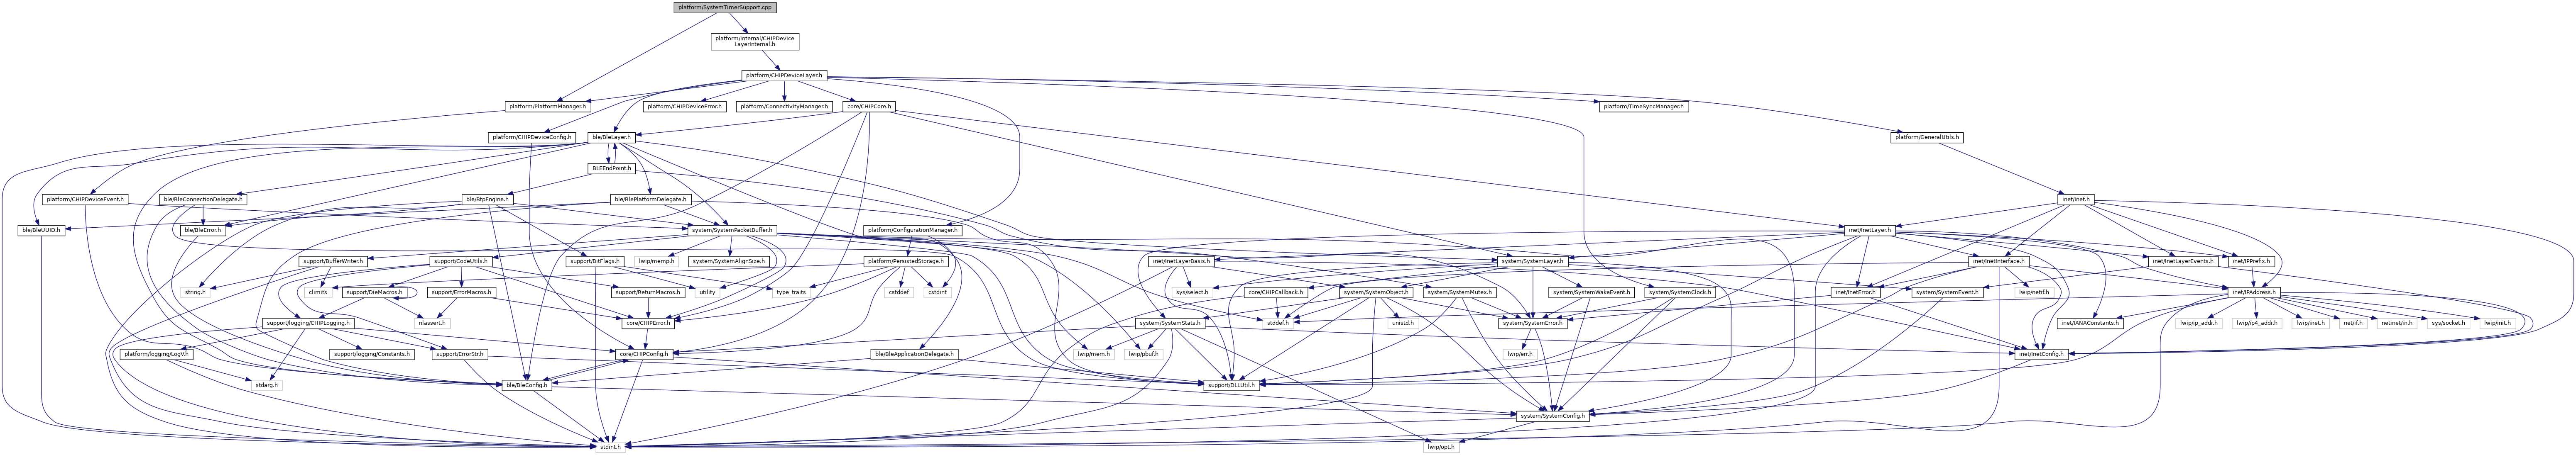 platform/SystemTimerSupport.cpp
platform/internal/CHIPDevice
LayerInternal.h
platform/CHIPDeviceLayer.h
platform/PlatformManager.h
platform/CHIPDeviceError.h
platform/ConnectivityManager.h
core/CHIPCore.h
platform/TimeSyncManager.h
platform/CHIPDeviceConfig.h
ble/BleLayer.h
platform/GeneralUtils.h
BLEEndPoint.h
platform/CHIPDeviceEvent.h
ble/BleConnectionDelegate.h
ble/BtpEngine.h
ble/BlePlatformDelegate.h
inet/Inet.h
ble/BleUUID.h
ble/BleError.h
system/SystemPacketBuffer.h
platform/ConfigurationManager.h
inet/InetLayer.h
support/BufferWriter.h
support/CodeUtils.h
support/BitFlags.h
lwip/memp.h
system/SystemAlignSize.h
platform/PersistedStorage.h
inet/InetLayerBasis.h
system/SystemLayer.h
inet/InetInterface.h
inet/InetLayerEvents.h
inet/IPPrefix.h
string.h
climits
support/DieMacros.h
support/ErrorMacros.h
support/ReturnMacros.h
utility
type_traits
cstddef
cstdint
sys/select.h
core/CHIPCallback.h
system/SystemObject.h
system/SystemMutex.h
system/SystemWakeEvent.h
system/SystemClock.h
inet/InetError.h
system/SystemEvent.h
lwip/netif.h
inet/IPAddress.h
support/logging/CHIPLogging.h
nlassert.h
core/CHIPError.h
system/SystemStats.h
stddef.h
unistd.h
system/SystemError.h
inet/IANAConstants.h
lwip/ip_addr.h
lwip/ip4_addr.h
lwip/inet.h
net/if.h
netinet/in.h
sys/socket.h
lwip/init.h
platform/logging/LogV.h
support/logging/Constants.h
support/ErrorStr.h
core/CHIPConfig.h
ble/BleApplicationDelegate.h
lwip/mem.h
lwip/pbuf.h
lwip/err.h
inet/InetConfig.h
stdarg.h
ble/BleConfig.h
support/DLLUtil.h
system/SystemConfig.h
stdint.h
lwip/opt.h